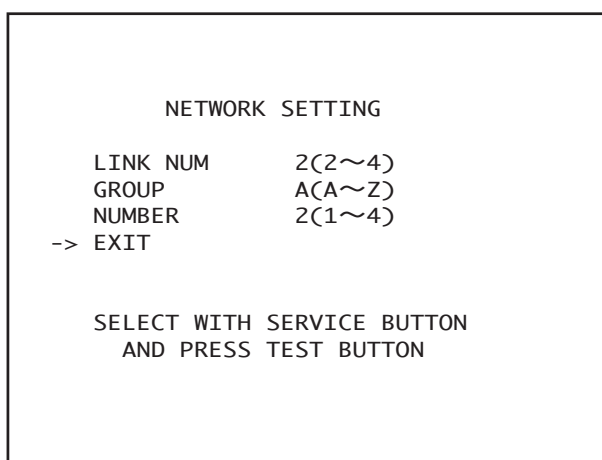 NETWORK SETTING
LINK NUM 2(2～4)
GROUP A(A～Z)
NUMBER 2(1～4)
-> EXIT
SELECT WITH SERVICE BUTTON
AND PRESS TEST BUTTON